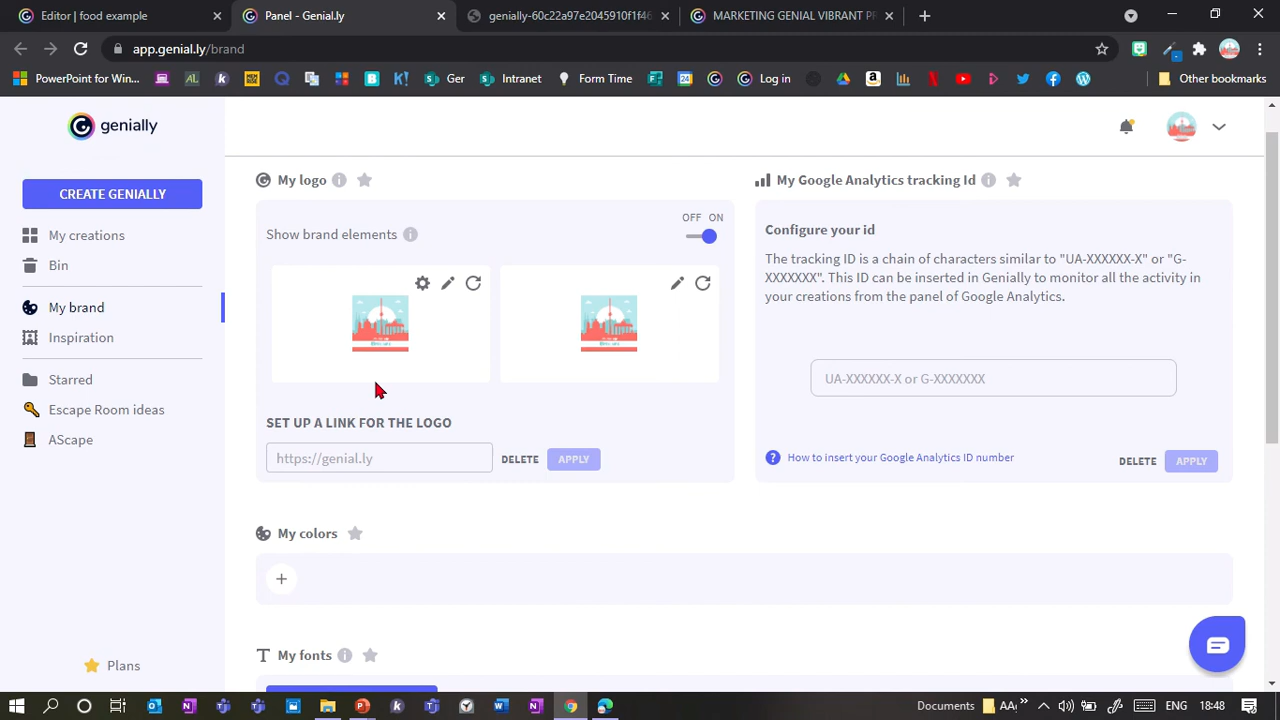 Editor | food example
Panel - Genial.ly
genially-60c22a97e2045910f1f46
MARKETING GENIAL VIBRANT PR
app.genial.ly/brand
PowerPoint for Win...
AL
k
Ger
Intranet
Form Time
24
Log in
Other bookmarks
genially
CREATE GENIALLY
My creations
Bin
My brand
Inspiration
Starred
Escape Room ideas
AScape
Plans
My logo
Show brand elements
OFF ON
SET UP A LINK FOR THE LOGO
https://genial.ly
DELETE
APPLY
My Google Analytics tracking Id
Configure your id
The tracking ID is a chain of characters similar to "UA-XXXXXX-X" or "G-
XXXXXXX". This ID can be inserted in Genially to monitor all the activity in
your creations from the panel of Google Analytics.
UA-XXXXXX-X or G-XXXXXXX
How to insert your Google Analytics ID number
DELETE
APPLY
My colors
My fonts
Documents
ENG
18:48